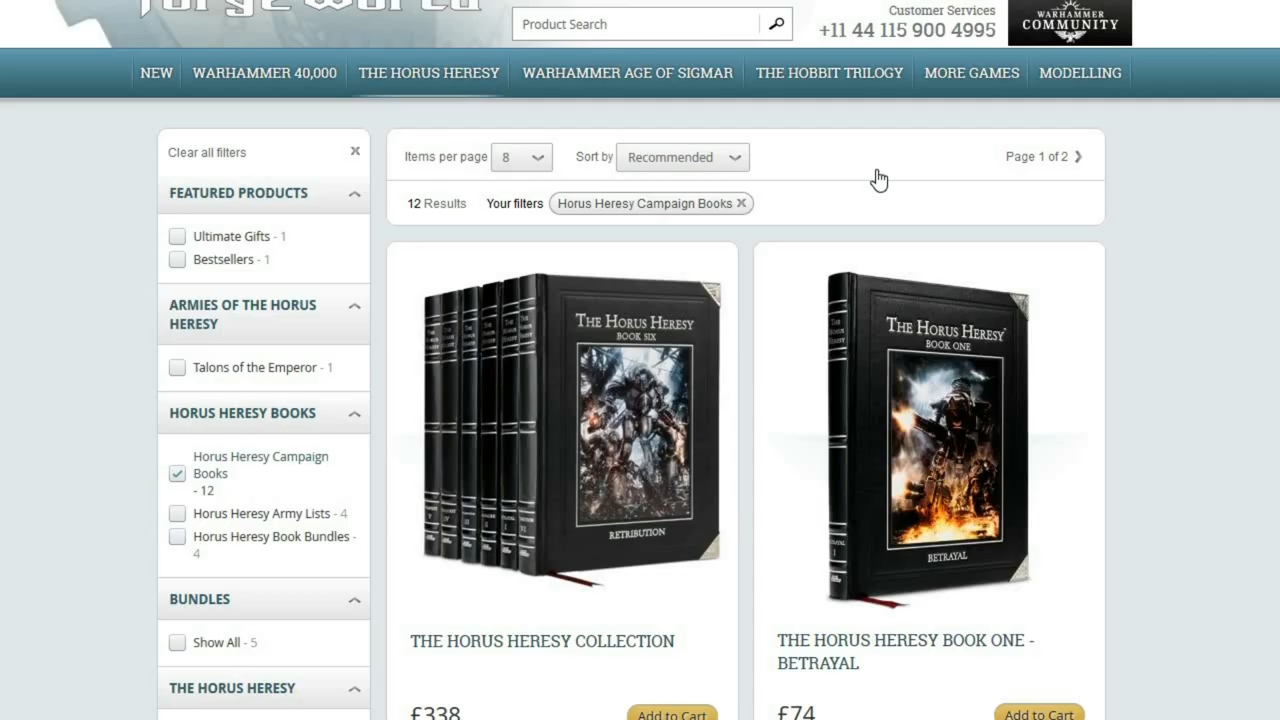 Forge World
Product Search
Customer Services
+11 44 115 900 4995
WARHAMMER
COMMUNITY
NEW
WARHAMMER 40,000
THE HORUS HERESY
WARHAMMER AGE OF SIGMAR
THE HOBBIT TRILOGY
MORE GAMES
MODELLING
Clear all filters x
FEATURED PRODUCTS
Ultimate Gifts - 1
Bestsellers - 1
ARMIES OF THE HORUS
HERESY
Talons of the Emperor - 1
HORUS HERESY BOOKS
Horus Heresy Campaign
Books
- 12
Horus Heresy Army Lists - 4
Horus Heresy Book Bundles -
4
BUNDLES
Show All - 5
THE HORUS HERESY
Items per page 8 Sort by Recommended
Page 1 of 2
12 Results Your filters Horus Heresy Campaign Books x
THE HORUS HERESY
BOOK SIX
RETRIBUTION
THE HORUS HERESY COLLECTION
£338
Add to Cart
THE HORUS HERESY
BOOK ONE
BETRAYAL
THE HORUS HERESY BOOK ONE -
BETRAYAL
£74
Add to Cart